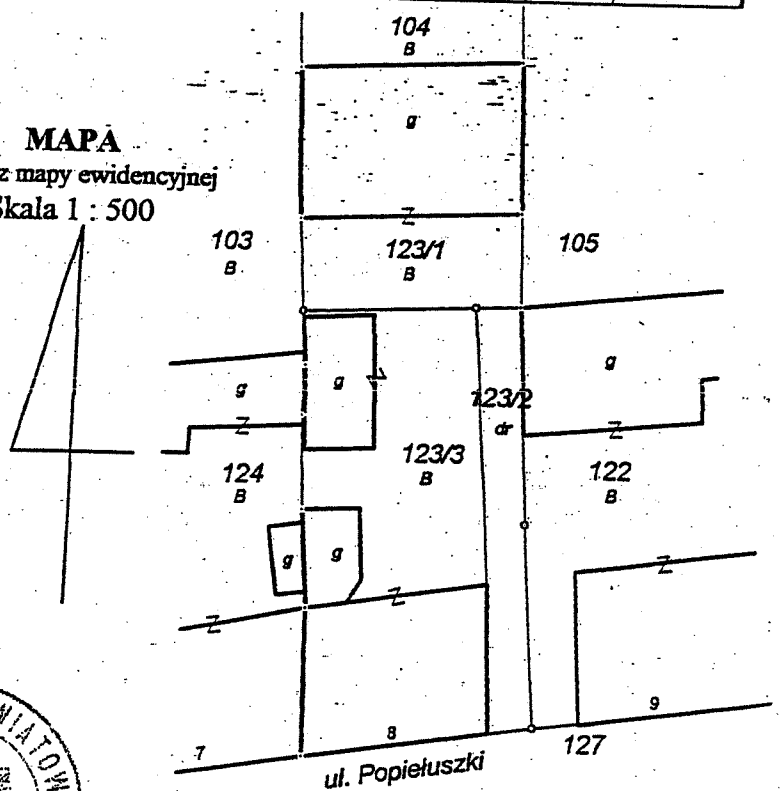 104
B
g
MAPA
z mapy ewidencyjnej
Skala 1 : 500
103
B
123/1
B
105
g
g
g
123/2
dr
Z
Z
Z
Z
124
B
123/3
B
122
B
g
g
Z
Z
Z
7
8
9
ul. Popiełuszki
127